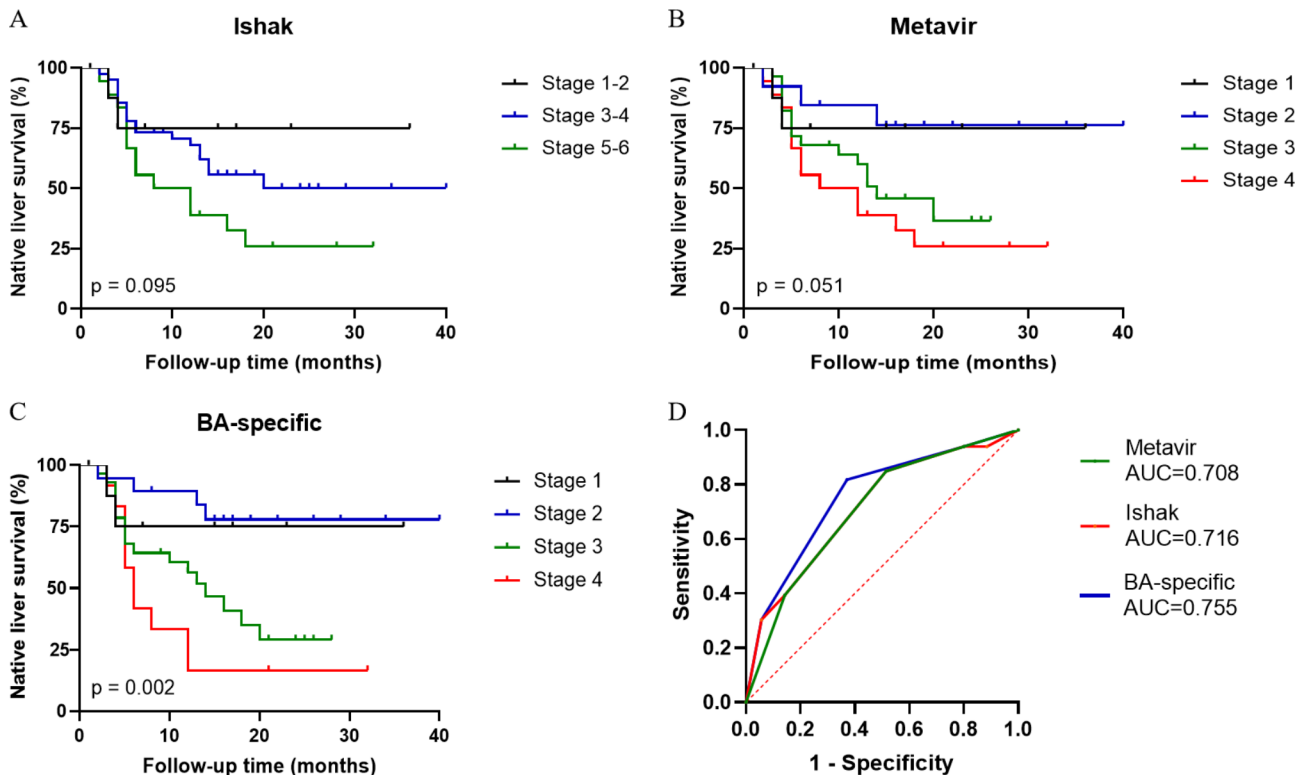 A
Ishak
Native liver survival (%)
100
75
50
25
0
p = 0.095
0 10 20 30 40
Follow-up time (months)
Stage 1-2
Stage 3-4
Stage 5-6
B
Metavir
Native liver survival (%)
100
75
50
25
0
p = 0.051
0 10 20 30 40
Follow-up time (months)
Stage 1
Stage 2
Stage 3
Stage 4
C
BA-specific
Native liver survival (%)
100
75
50
25
0
p = 0.002
0 10 20 30 40
Follow-up time (months)
Stage 1
Stage 2
Stage 3
Stage 4
D
Sensitivity
1.0
0.8
0.6
0.4
0.2
0.0
0.0 0.2 0.4 0.6 0.8 1.0
1 - Specificity
Metavir
AUC=0.708
Ishak
AUC=0.716
BA-specific
AUC=0.755